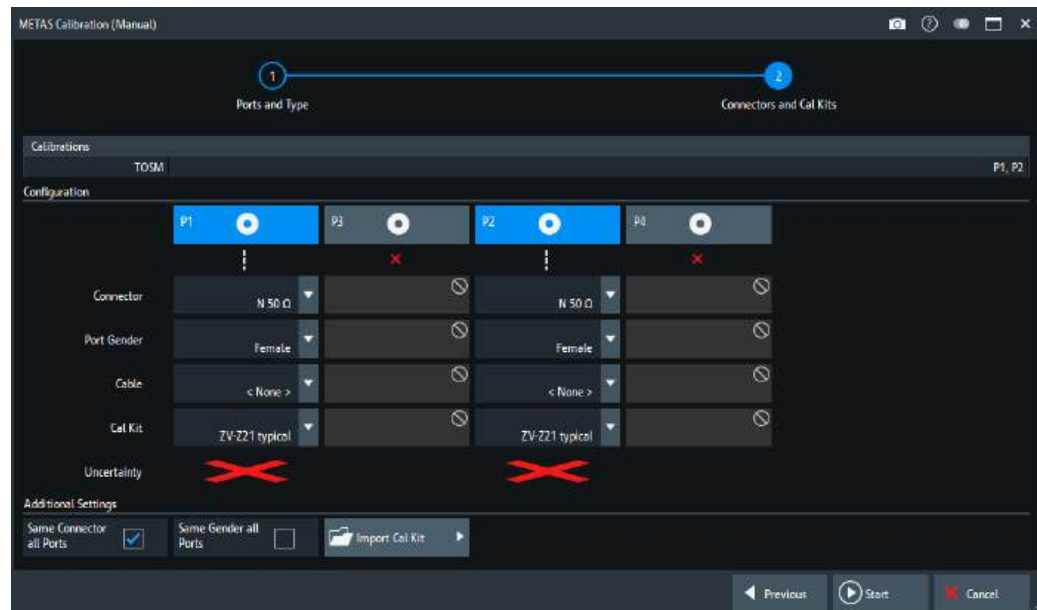 METAS Calibration (Manual)
1
2
Ports and Type
Connectors and Cal Kits
Calibrations
TOSM
P1, P2
Configuration
P1
P3
P2
P4
Connector
N 50 Ω
N 50 Ω
Port Gender
Female
Female
Cable
< None >
< None >
Cal Kit
ZV-Z21 typical
ZV-Z21 typical
Uncertainty
Additional Settings
Same Connector
all Ports
Same Gender all
Ports
Import Cal Kit
Previous
Start
Cancel